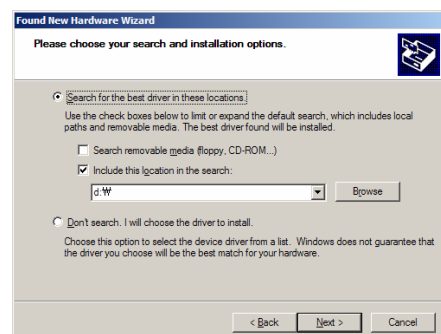 Found New Hardware Wizard
Please choose your search and installation options.
Search for the best driver in these locations.
Use the check boxes below to limit or expand the default search, which includes local
paths and removable media. The best driver found will be installed.
Search removable media (floppy, CD-ROM...)
Include this location in the search:
d:₩
Browse
Don't search. I will choose the driver to install.
Choose this option to select the device driver from a list. Windows does not guarantee that
the driver you choose will be the best match for your hardware.
< Back
Next >
Cancel